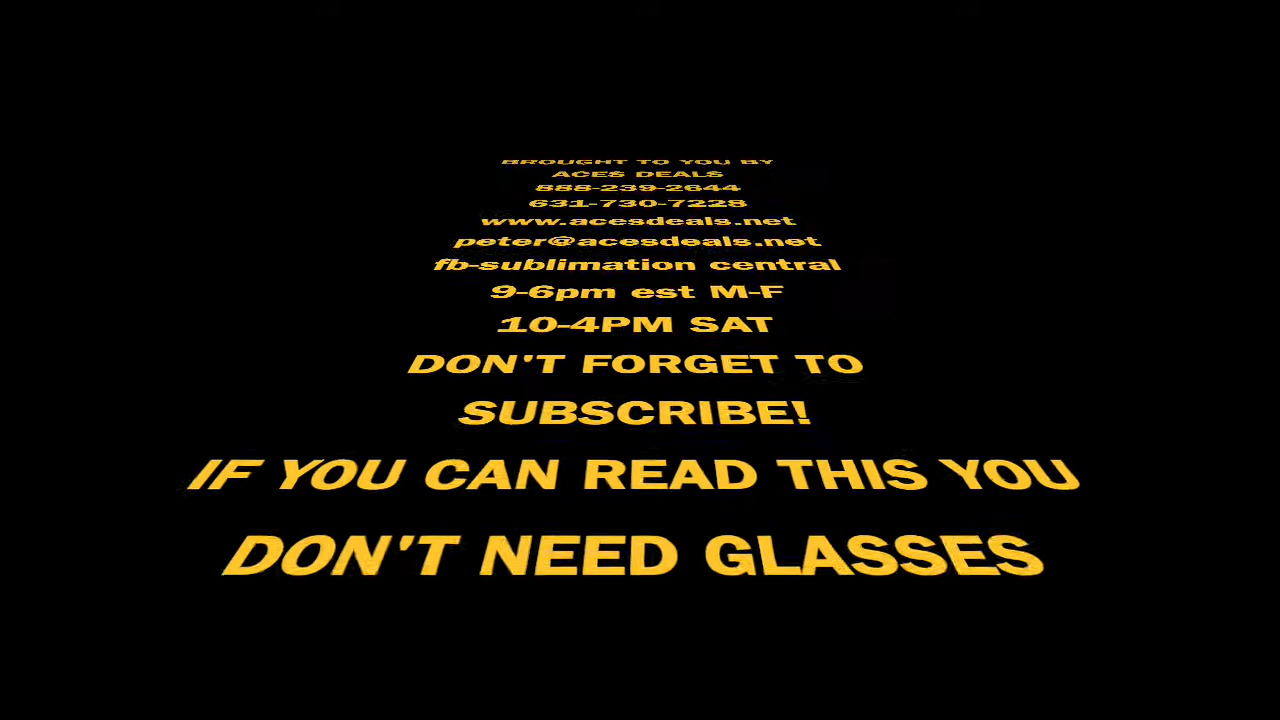 BROUGHT TO YOU BY
ACES DEALS
888-239-2644
631-730-7228
www.acesdeals.net
peter@acesdeals.net
fb-sublimation central
9-6pm est M-F
10-4PM SAT
DON'T FORGET TO
SUBSCRIBE!
IF YOU CAN READ THIS YOU
DON'T NEED GLASSES